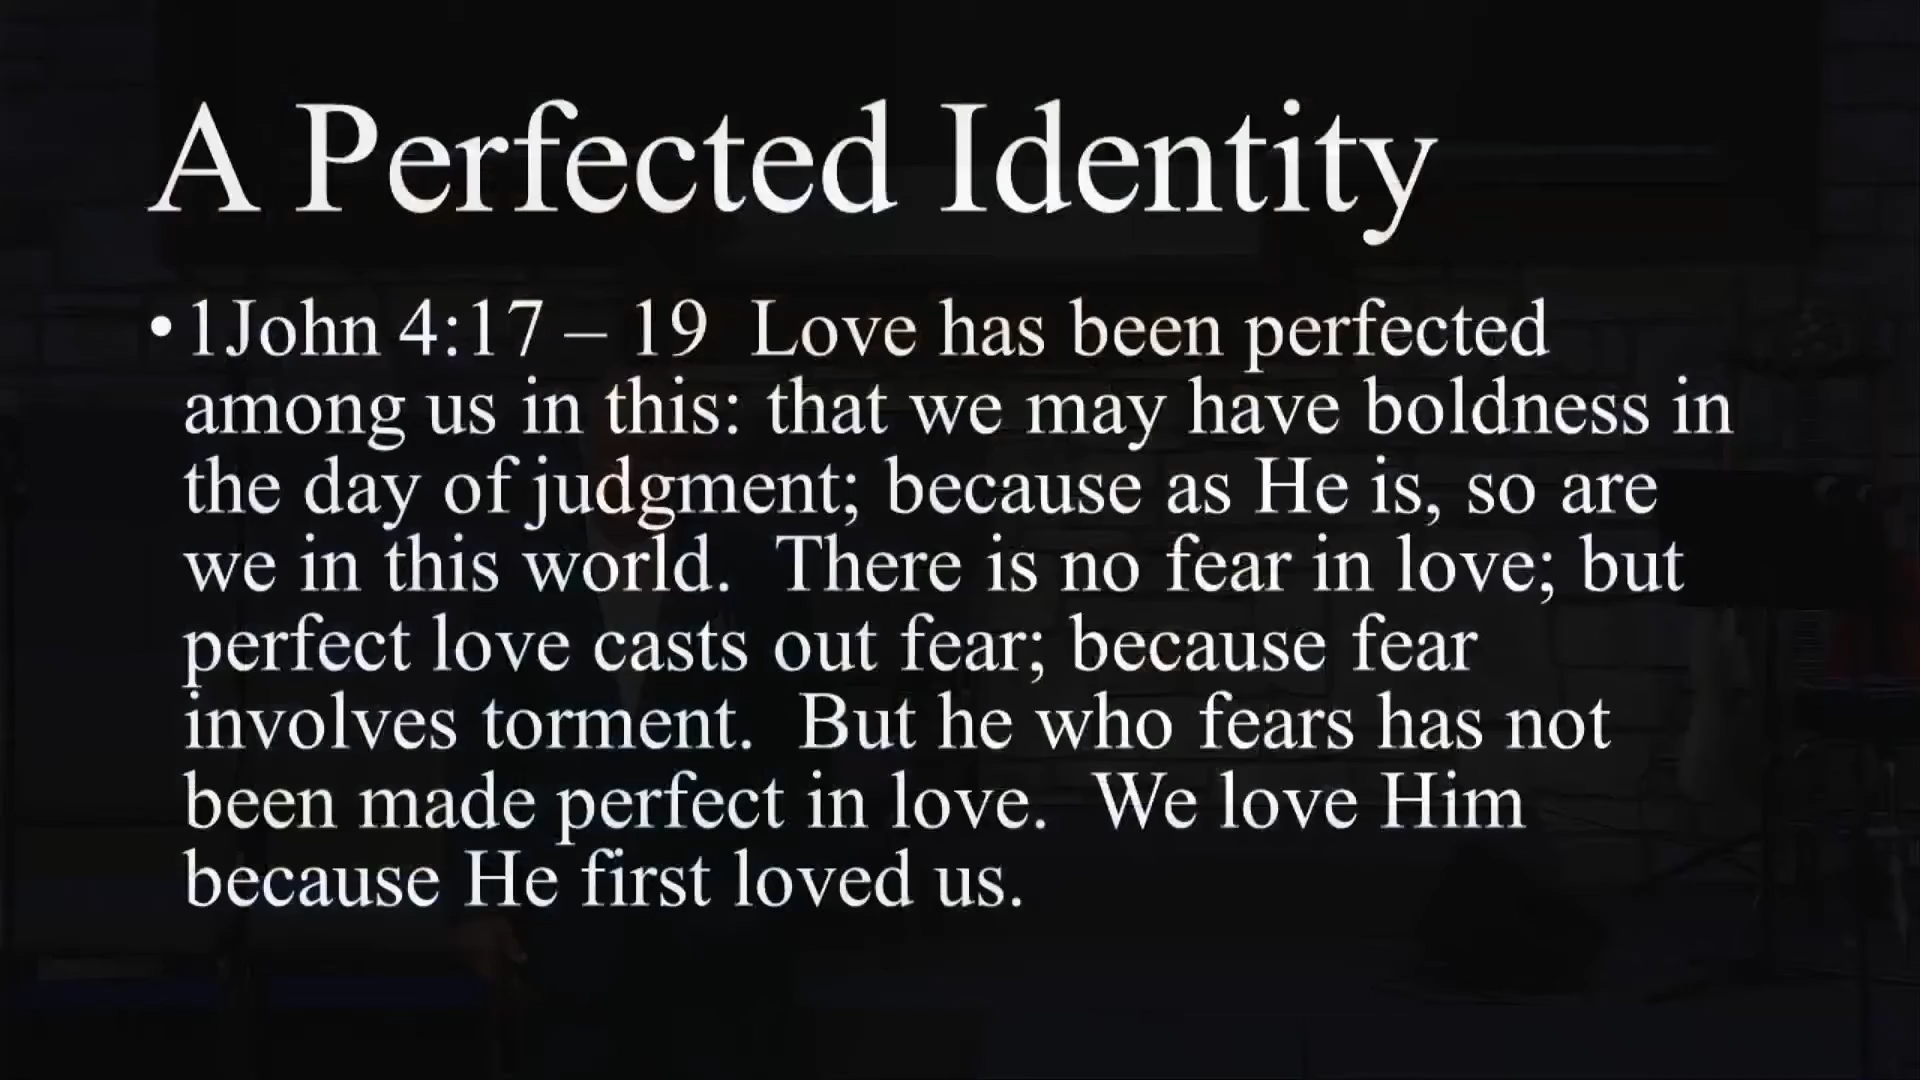 A Perfected Identity
•1John 4:17 – 19  Love has been perfected
among us in this: that we may have boldness in
the day of judgment; because as He is, so are
we in this world.  There is no fear in love; but
perfect love casts out fear; because fear
involves torment.  But he who fears has not
been made perfect in love.  We love Him
because He first loved us.